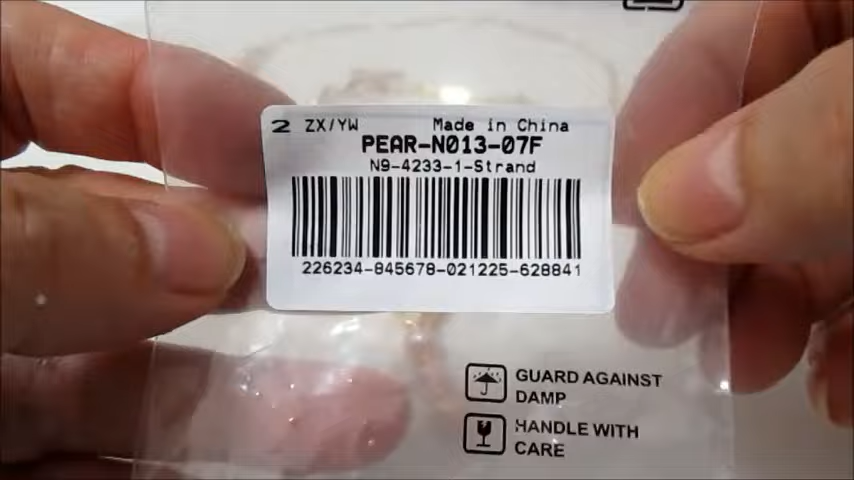 2 ZX/YW Made in China
PEAR-N013-07F
N9-4233-1-Strand
226234-845678-021225-628841
GUARD AGAINST
DAMP
HANDLE WITH
CARE